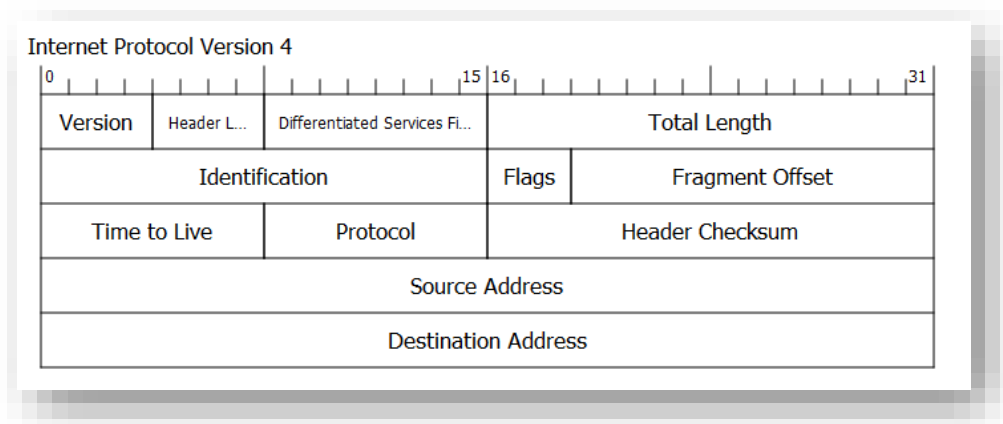 Internet Protocol Version 4
0 15 16 31
Version Header L... Differentiated Services Fi... Total Length
Identification Flags Fragment Offset
Time to Live Protocol Header Checksum
Source Address
Destination Address